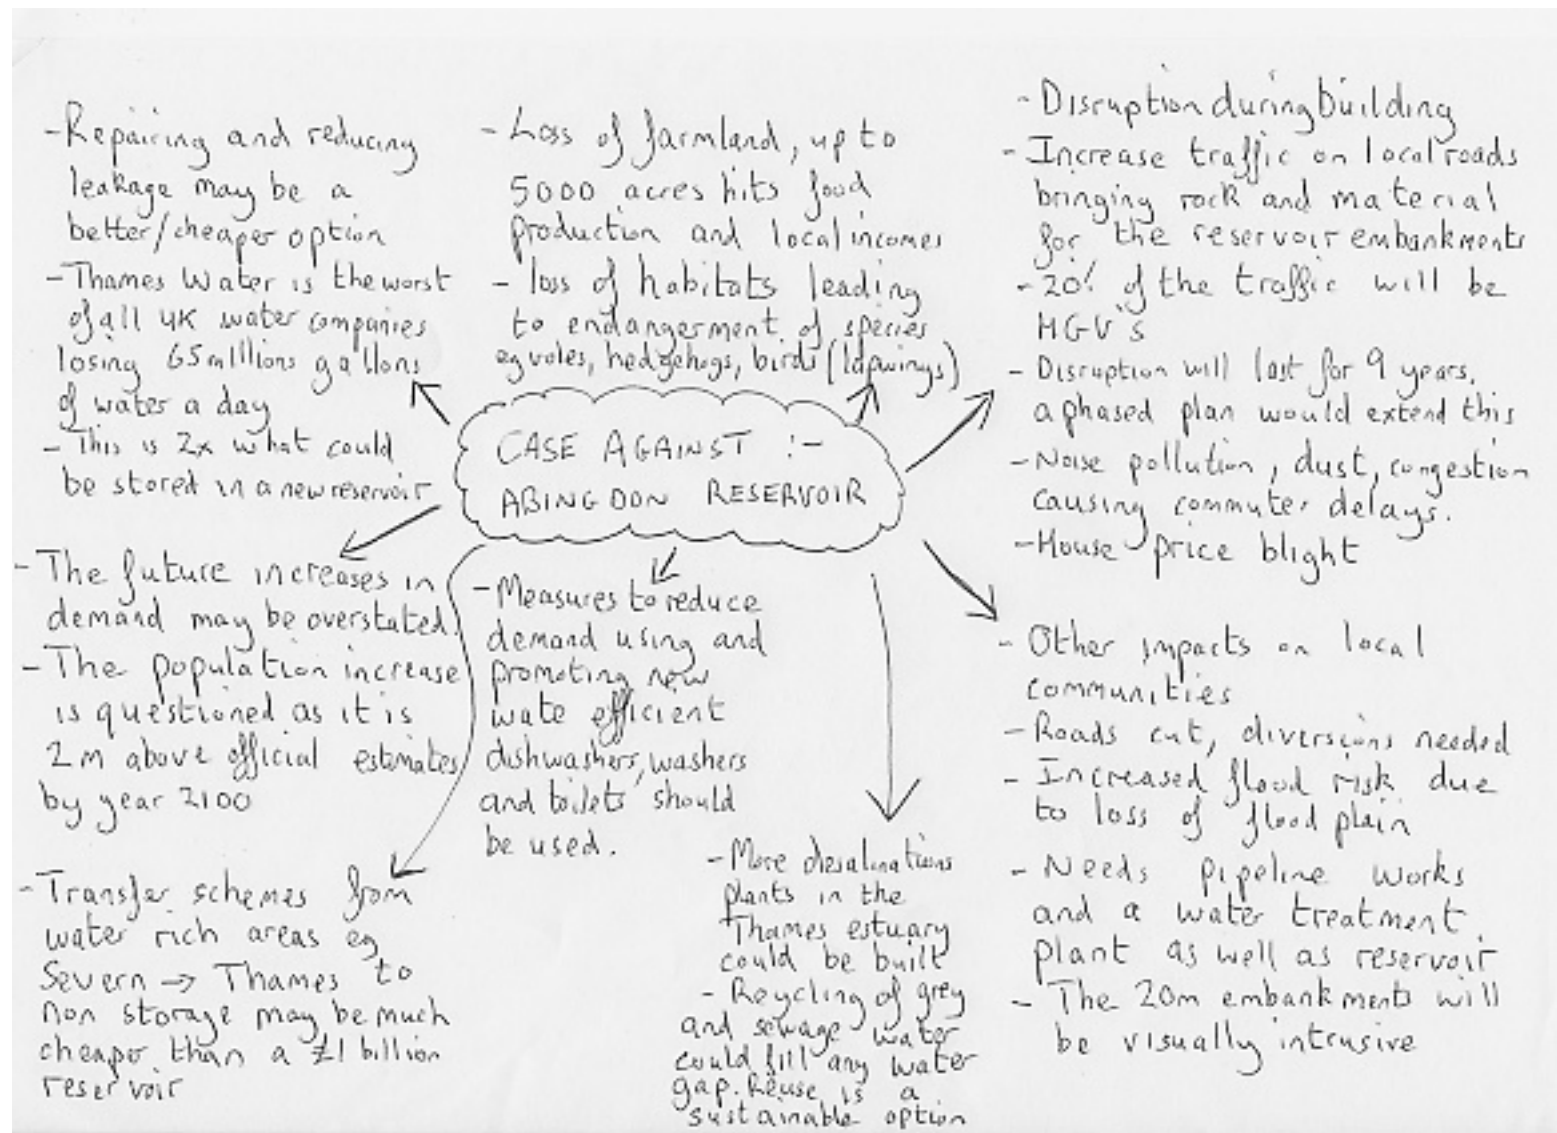 CASE AGAINST :-
ABINGDON RESERVOIR
-Repairing and reducing
leakage may be a
better/cheaper option
-Thames Water is the worst
of all UK water companies
losing 65 millions gallons
of water a day
-This is 2x what could
be stored in a new reservoir
- Loss of farmland, up to
5000 acres hits food
production and local incomes
- loss of habitats leading
to endangerment of species
eg voles, hedgehogs, birds (lapwings)
- Disruption during building
- Increase traffic on local roads
bringing rock and material
for the reservoir embankments
- 20% of the traffic will be
HGV's
- Disruption will last for 9 years,
a phased plan would extend this
- Noise pollution, dust, congestion
causing commuter delays.
-House price blight
- The future increases in
demand may be overstated.
- The population increase
is questioned as it is
2m above official estimates
by year 2100
-Measures to reduce
demand using and
promoting new
wate efficient
dishwashers, washers
and toilets should
be used.
- Other impacts on local
communities
- Roads cut, diversions needed
- Increased flood risk due
to loss of flood plain
- Needs pipeline works
and a water treatment
plant as well as reservoir
- The 20m embankments will
be visually intrusive
-Transfer schemes from
water rich areas eg
Severn → Thames to
non storage may be much
cheaper than a £1 billion
reservoir
-More desalinations
plants in the
Thames estuary
could be built
- Recycling of grey
and sewage water
could fill any water
gap. Reuse is a
sustainable option